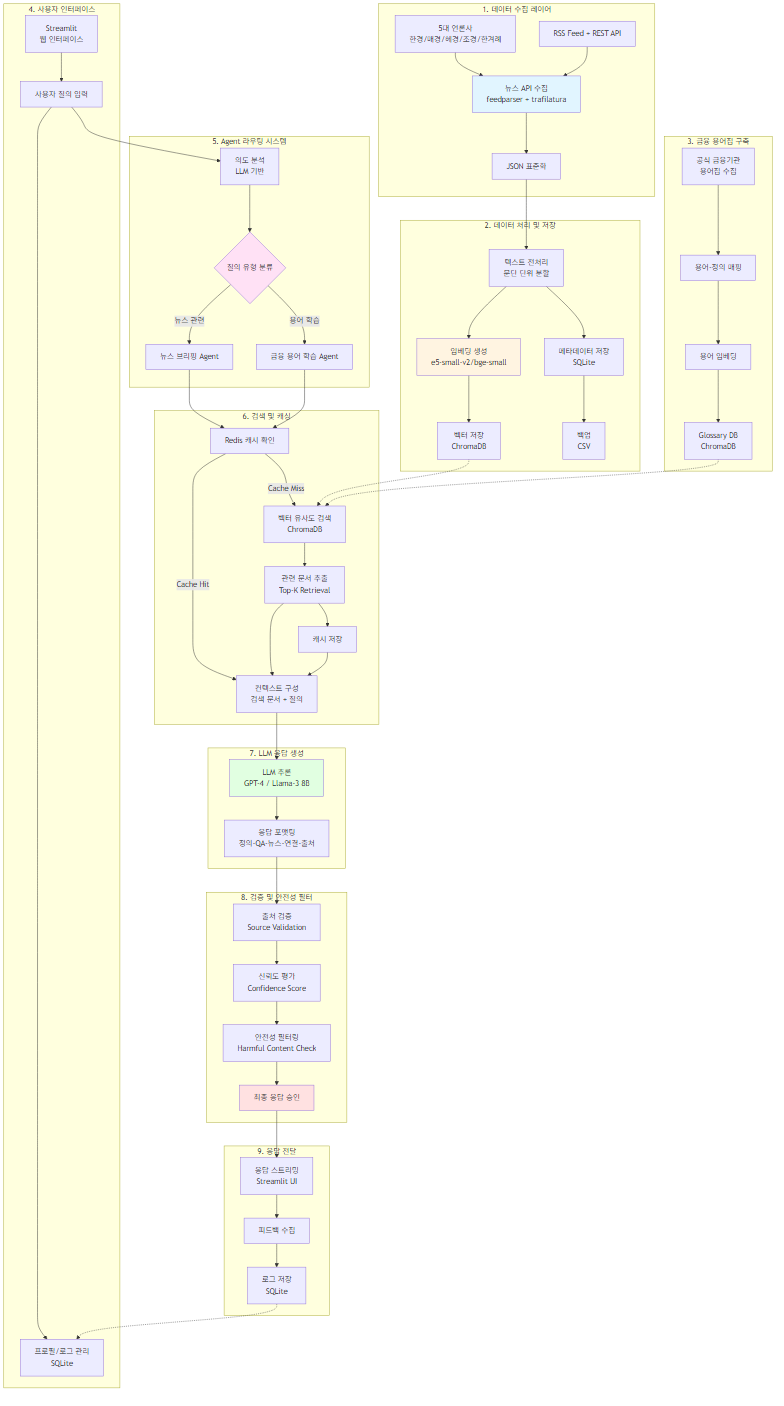 4. 사용자 인터페이스
Streamlit
웹 인터페이스
사용자 질의 입력
프로필/로그 관리
SQLite
1. 데이터 수집 레이어
5대 언론사
한경/매경/헤경/조경/한겨레
RSS Feed + REST API
뉴스 API 수집
feedparser + trafilatura
JSON 표준화
2. 데이터 처리 및 저장
텍스트 전처리
문단 단위 분할
임베딩 생성
e5-small-v2/bge-small
메타데이터 저장
SQLite
벡터 저장
ChromaDB
백업
CSV
3. 금융 용어집 구축
공식 금융기관
용어집 수집
용어-정의 매핑
용어 임베딩
Glossary DB
ChromaDB
5. Agent 라우팅 시스템
의도 분석
LLM 기반
질의 유형 분류
뉴스 관련
용어 학습
뉴스 브리핑 Agent
금융 용어 학습 Agent
6. 검색 및 캐싱
Redis 캐시 확인
Cache Miss
Cache Hit
벡터 유사도 검색
ChromaDB
관련 문서 추출
Top-K Retrieval
캐시 저장
컨텍스트 구성
검색 문서 + 질의
7. LLM 응답 생성
LLM 추론
GPT-4 / Llama-3 8B
응답 포맷팅
정의-QA-뉴스-연결-출처
8. 검증 및 안전성 필터
출처 검증
Source Validation
신뢰도 평가
Confidence Score
안전성 필터링
Harmful Content Check
최종 응답 승인
9. 응답 전달
응답 스트리밍
Streamlit UI
피드백 수집
로그 저장
SQLite